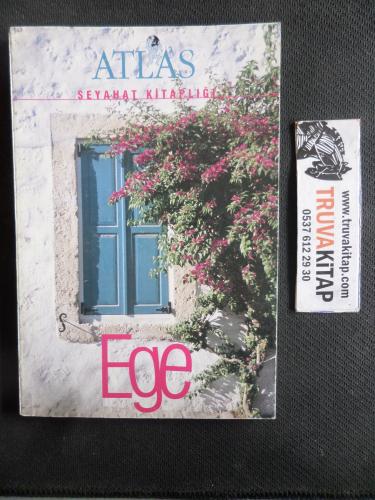 ATLAS
SEYAHAT KİTAPLIĞI
Ege
www.truvakitap.com
TRUVAKİTAP
0537 612 29 30